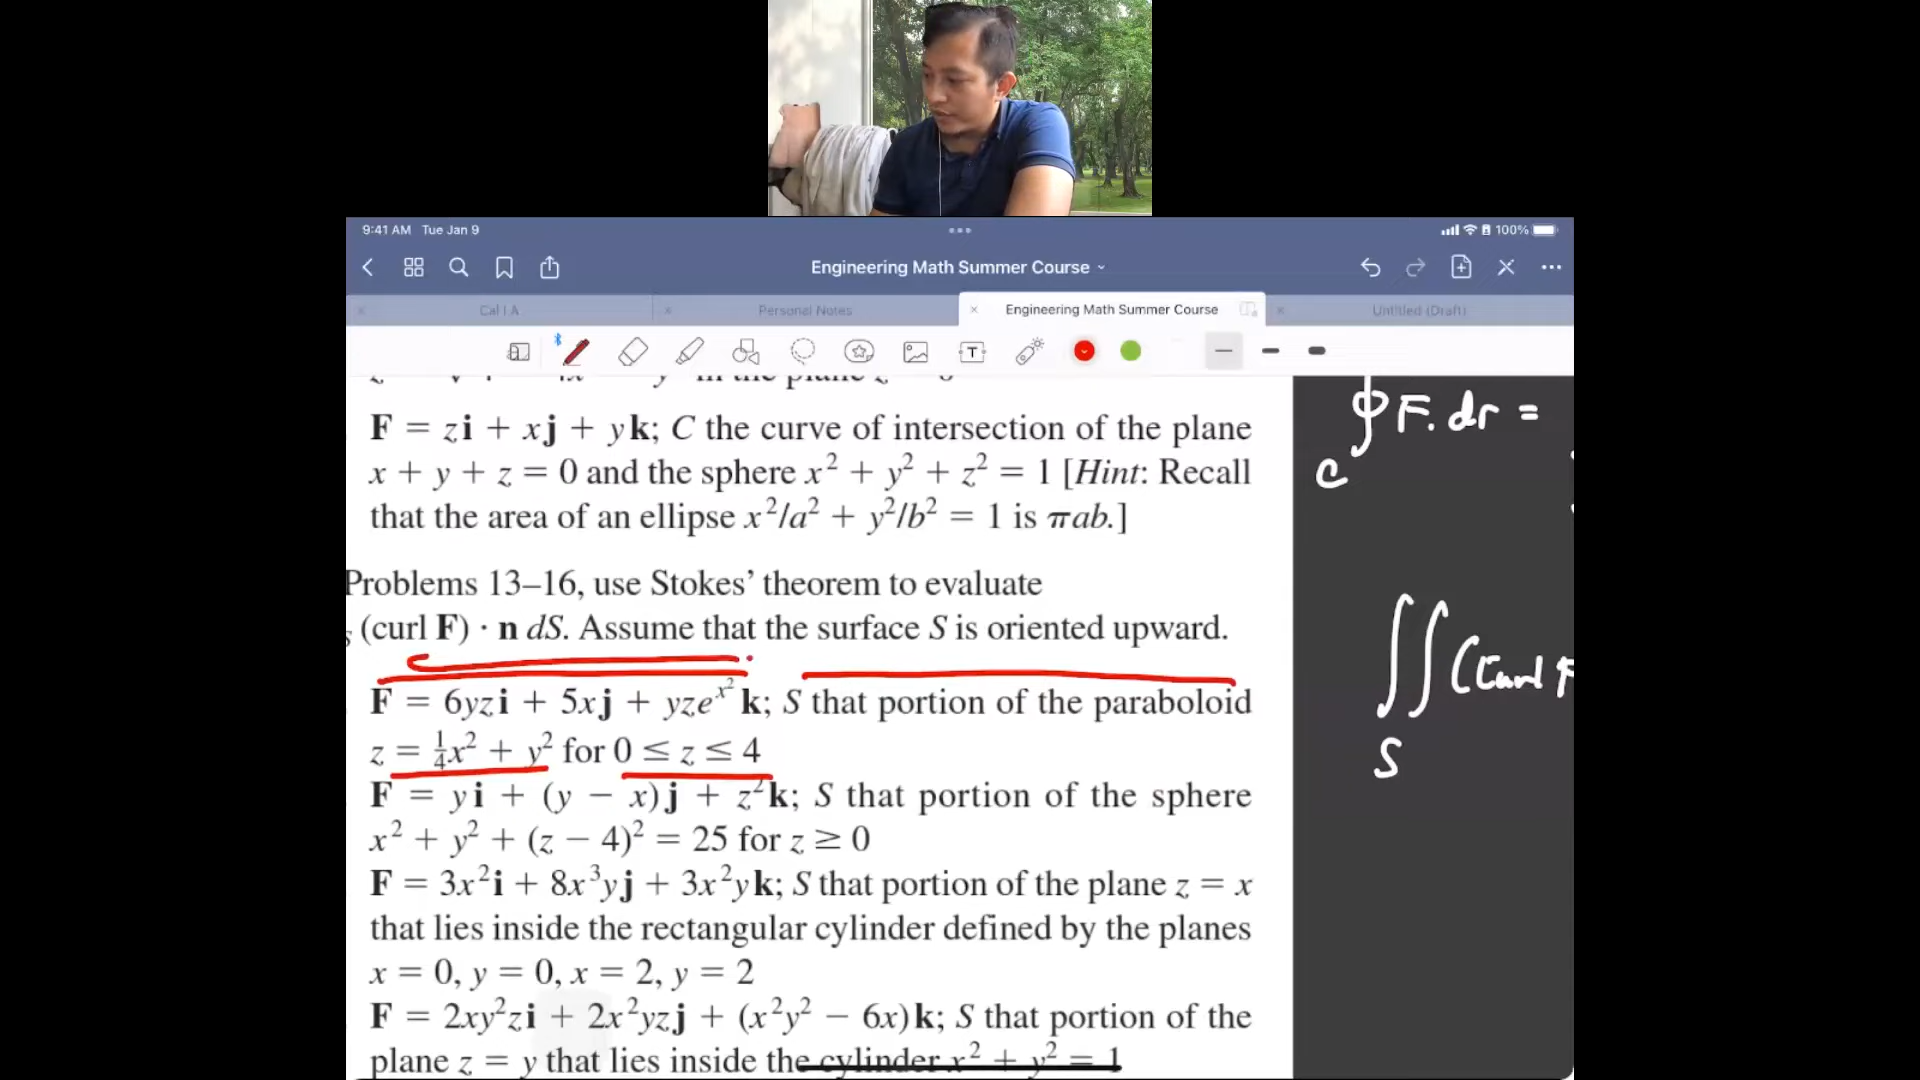 9:41 AM Tue Jan 9
100%
Engineering Math Summer Course
Cal I A
Personal Notes
Engineering Math Summer Course
Untitled (Draft)
T
F = zi + xj + yk; C the curve of intersection of the plane
x + y + z = 0 and the sphere x² + y² + z² = 1 [Hint: Recall
that the area of an ellipse x²/a² + y²/b² = 1 is πab.]
Problems 13–16, use Stokes’ theorem to evaluate
(curl F) · n dS. Assume that the surface S is oriented upward.
F = 6yzi + 5xj + yze^{x²}k; S that portion of the paraboloid
z = ¼x² + y² for 0 ≤ z ≤ 4
F = yi + (y − x)j + z²k; S that portion of the sphere
x² + y² + (z − 4)² = 25 for z ≥ 0
F = 3x²i + 8x³yj + 3x²yk; S that portion of the plane z = x
that lies inside the rectangular cylinder defined by the planes
x = 0, y = 0, x = 2, y = 2
F = 2xy²zi + 2x²yzj + (x²y² − 6x)k; S that portion of the
plane z = y that lies inside the cylinder x² + y² = 1
∮ F. dr =
C
∬ (Curl F
S